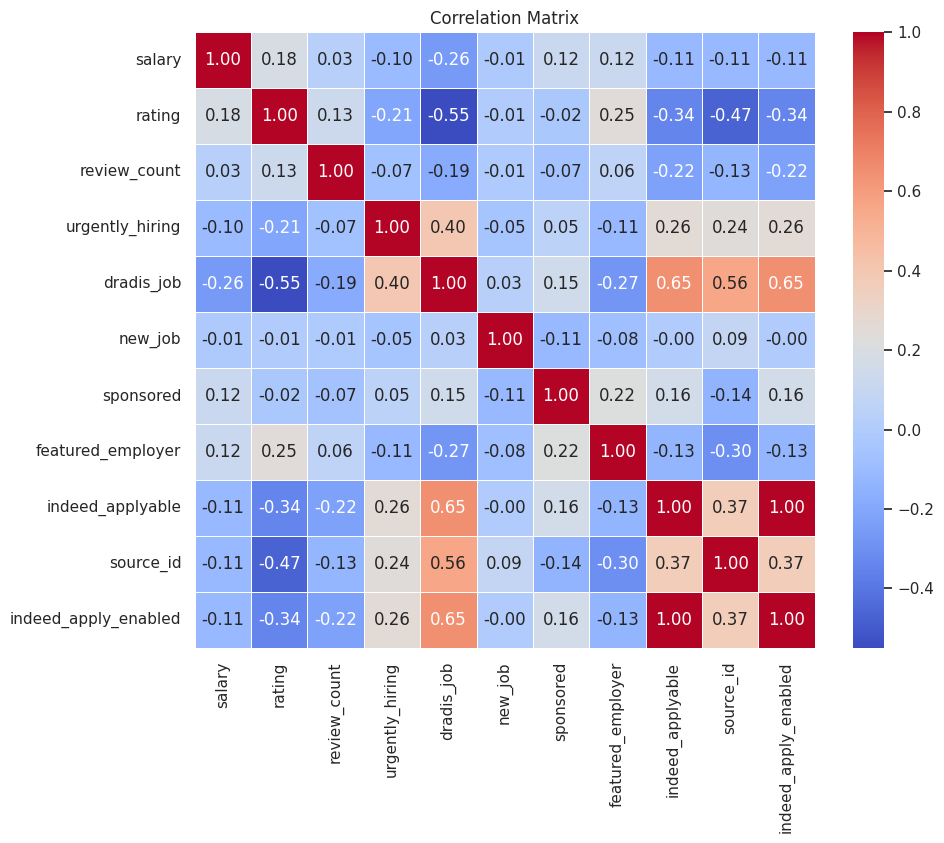 Correlation Matrix
salary 1.00 0.18 0.03 -0.10 -0.26 -0.01 0.12 0.12 -0.11 -0.11 -0.11
rating 0.18 1.00 0.13 -0.21 -0.55 -0.01 -0.02 0.25 -0.34 -0.47 -0.34
review_count 0.03 0.13 1.00 -0.07 -0.19 -0.01 -0.07 0.06 -0.22 -0.13 -0.22
urgently_hiring -0.10 -0.21 -0.07 1.00 0.40 -0.05 0.05 -0.11 0.26 0.24 0.26
dradis_job -0.26 -0.55 -0.19 0.40 1.00 0.03 0.15 -0.27 0.65 0.56 0.65
new_job -0.01 -0.01 -0.01 -0.05 0.03 1.00 -0.11 -0.08 -0.00 0.09 -0.00
sponsored 0.12 -0.02 -0.07 0.05 0.15 -0.11 1.00 0.22 0.16 -0.14 0.16
featured_employer 0.12 0.25 0.06 -0.11 -0.27 -0.08 0.22 1.00 -0.13 -0.30 -0.13
indeed_applyable -0.11 -0.34 -0.22 0.26 0.65 -0.00 0.16 -0.13 1.00 0.37 1.00
source_id -0.11 -0.47 -0.13 0.24 0.56 0.09 -0.14 -0.30 0.37 1.00 0.37
indeed_apply_enabled -0.11 -0.34 -0.22 0.26 0.65 -0.00 0.16 -0.13 1.00 0.37 1.00
salary
rating
review_count
urgently_hiring
dradis_job
new_job
sponsored
featured_employer
indeed_applyable
source_id
indeed_apply_enabled
1.0
0.8
0.6
0.4
0.2
0.0
−0.2
−0.4